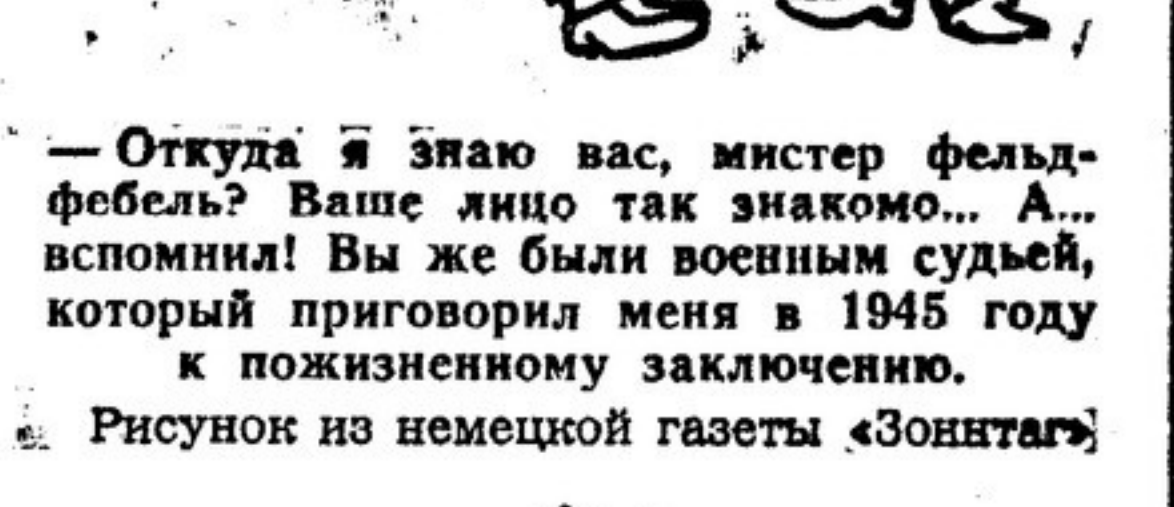 — Откуда я знаю вас, мистер фельд-
фебель? Ваше лицо так знакомо... А...
вспомнил! Вы же были военным судьей,
который приговорил меня в 1945 году
к пожизненному заключению.
Рисунок из немецкой газеты «Зоннтаг»